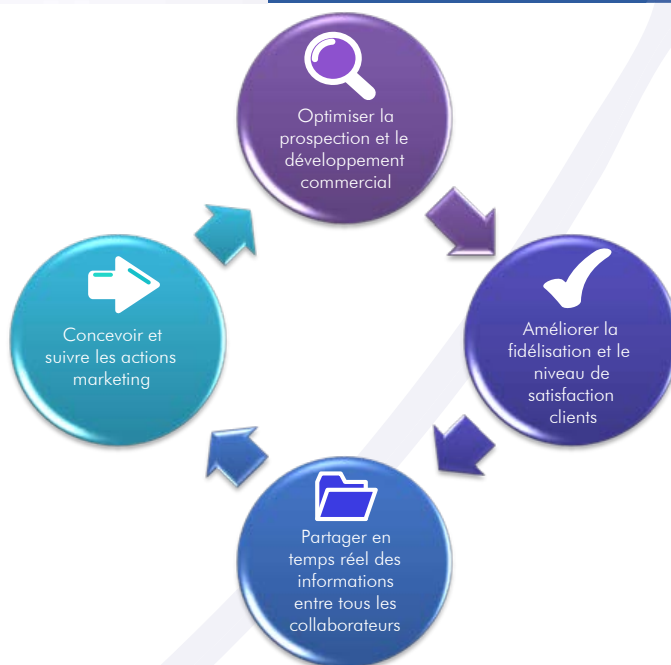 Optimiser la
prospection et le
développement
commercial
Améliorer la
fidélisation et le
niveau de
satisfaction
clients
Partager en
temps réel des
informations
entre tous les
collaborateurs
Concevoir et
suivre les actions
marketing